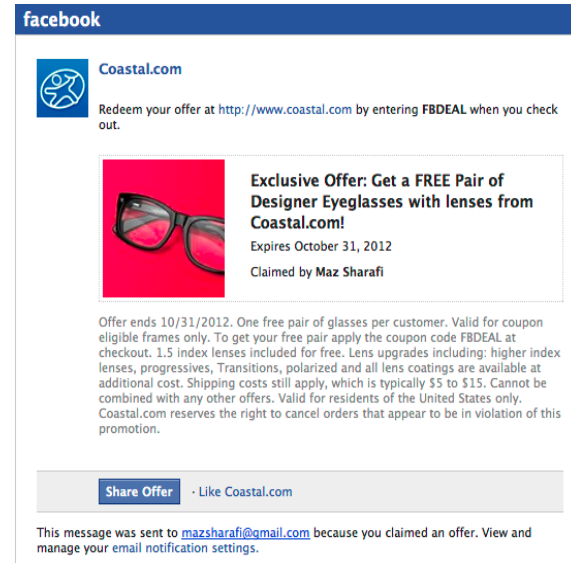 facebook
Coastal.com
Redeem your offer at http://www.coastal.com by entering FBDEAL when you check
out.
Exclusive Offer: Get a FREE Pair of
Designer Eyeglasses with lenses from
Coastal.com!
Expires October 31, 2012
Claimed by Maz Sharafi
Offer ends 10/31/2012. One free pair of glasses per customer. Valid for coupon
eligible frames only. To get your free pair apply the coupon code FBDEAL at
checkout. 1.5 index lenses included for free. Lens upgrades including: higher index
lenses, progressives, Transitions, polarized and all lens coatings are available at
additional cost. Shipping costs still apply, which is typically $5 to $15. Cannot be
combined with any other offers. Valid for residents of the United States only.
Coastal.com reserves the right to cancel orders that appear to be in violation of this
promotion.
Share Offer · Like Coastal.com
This message was sent to mazsharafi@gmail.com because you claimed an offer. View and
manage your email notification settings.